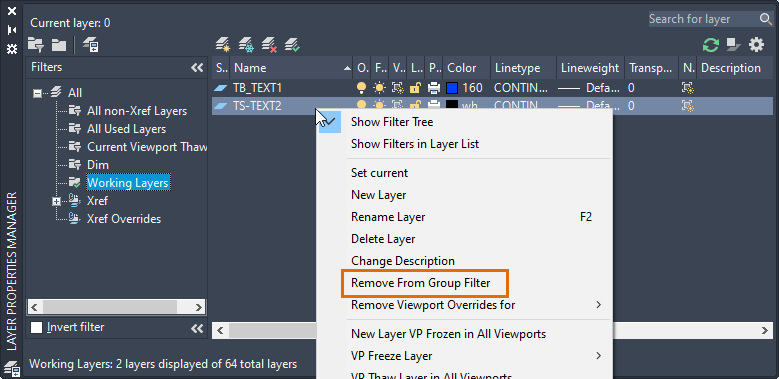 Current layer: 0
Search for layer
Filters
All
All non-Xref Layers
All Used Layers
Current Viewport Thaw
Dim
Working Layers
Xref
Xref Overrides
Invert filter
S.. Name O. F.. V.. L.. P.. Color Linetype Lineweight Transp... N. Description
TB_TEXT1 160 CONTIN... Defa... 0
TS-TEXT2 wh CONTIN... Defa... 0
Show Filter Tree
Show Filters in Layer List
Set current
New Layer
Rename Layer F2
Delete Layer
Change Description
Remove From Group Filter
Remove Viewport Overrides for
New Layer VP Frozen in All Viewports
VP Freeze Layer
VP Thaw Layer in All Viewports
Working Layers: 2 layers displayed of 64 total layers
LAYER PROPERTIES MANAGER